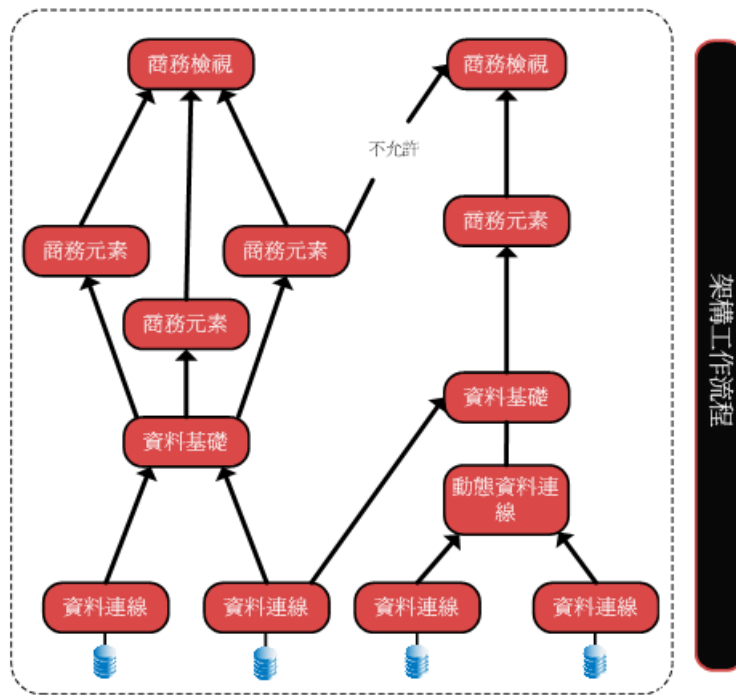 商務檢視
商務檢視
不允許
商務元素
商務元素
商務元素
商務元素
資料基礎
資料基礎
動態資料連
線
資料連線
資料連線
資料連線
資料連線
架構工作流程